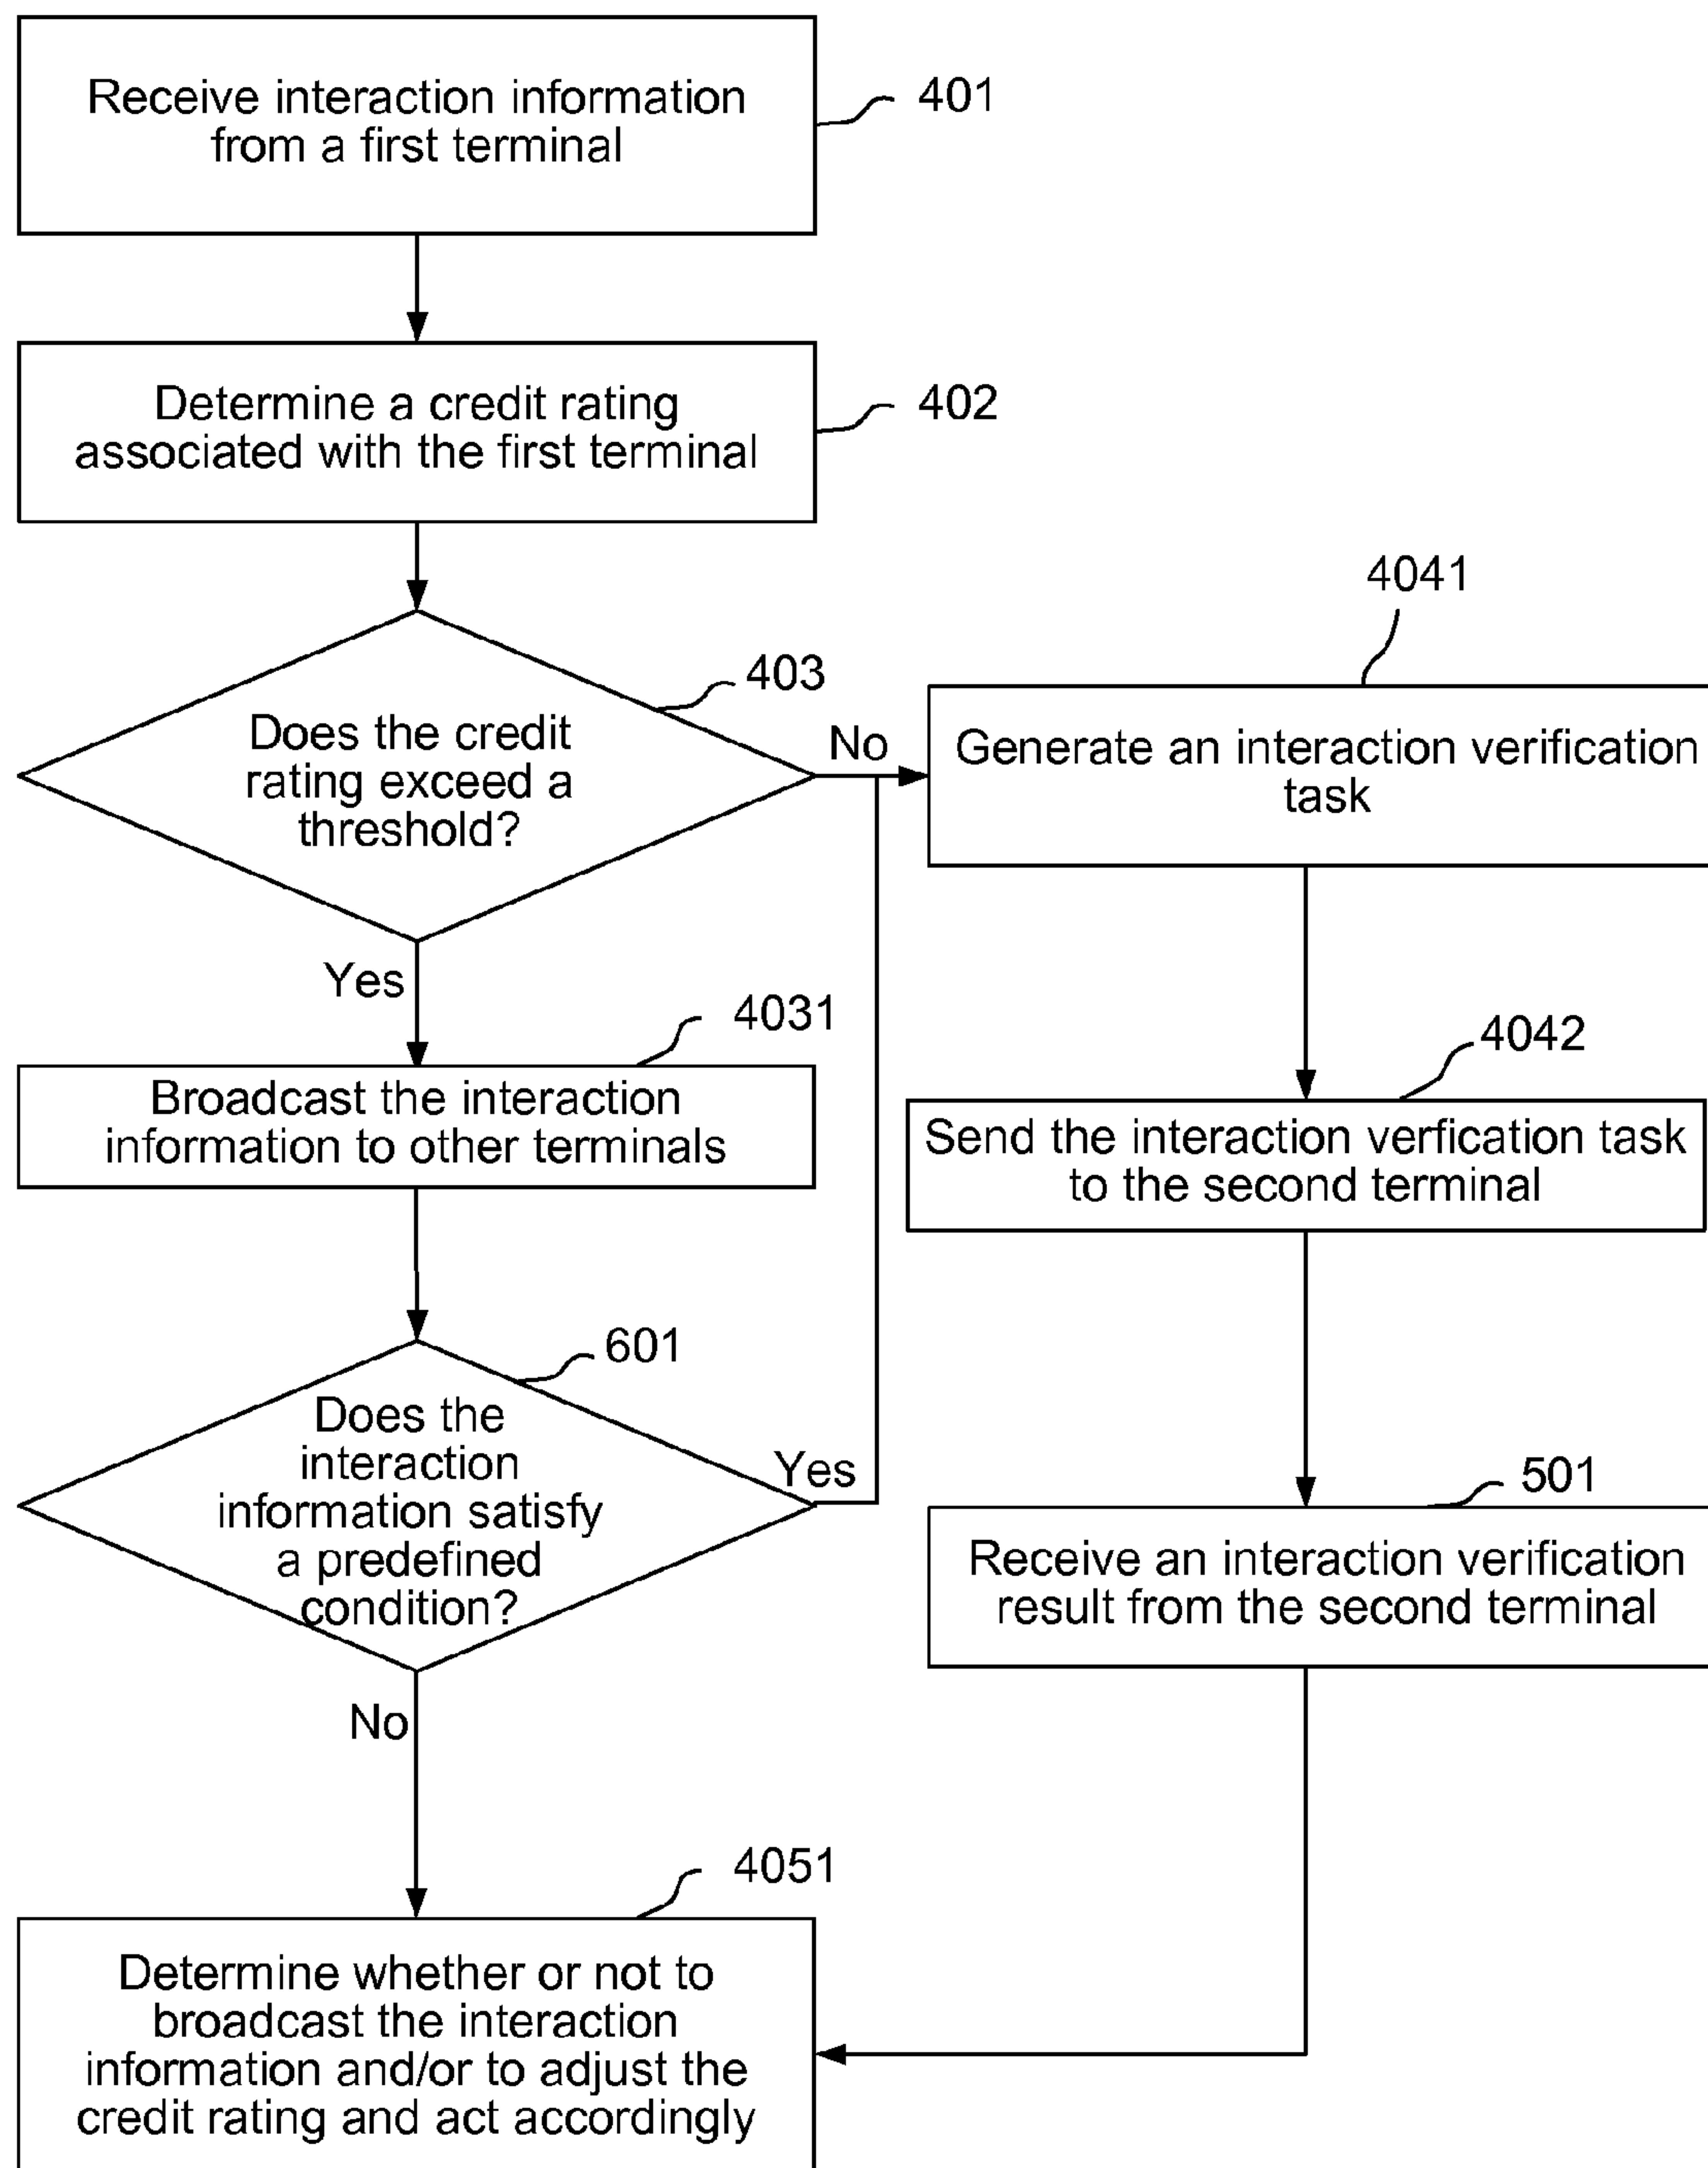 Receive interaction information
from a first terminal
401
Determine a credit rating
associated with the first terminal
402
Does the credit
rating exceed a
threshold?
403
No
Yes
4041
Generate an interaction verification
task
4031
Broadcast the interaction
information to other terminals
4042
Send the interaction verfication task
to the second terminal
601
Does the
interaction
information satisfy
a predefined
condition?
Yes
No
501
Receive an interaction verification
result from the second terminal
4051
Determine whether or not to
broadcast the interaction
information and/or to adjust the
credit rating and act accordingly